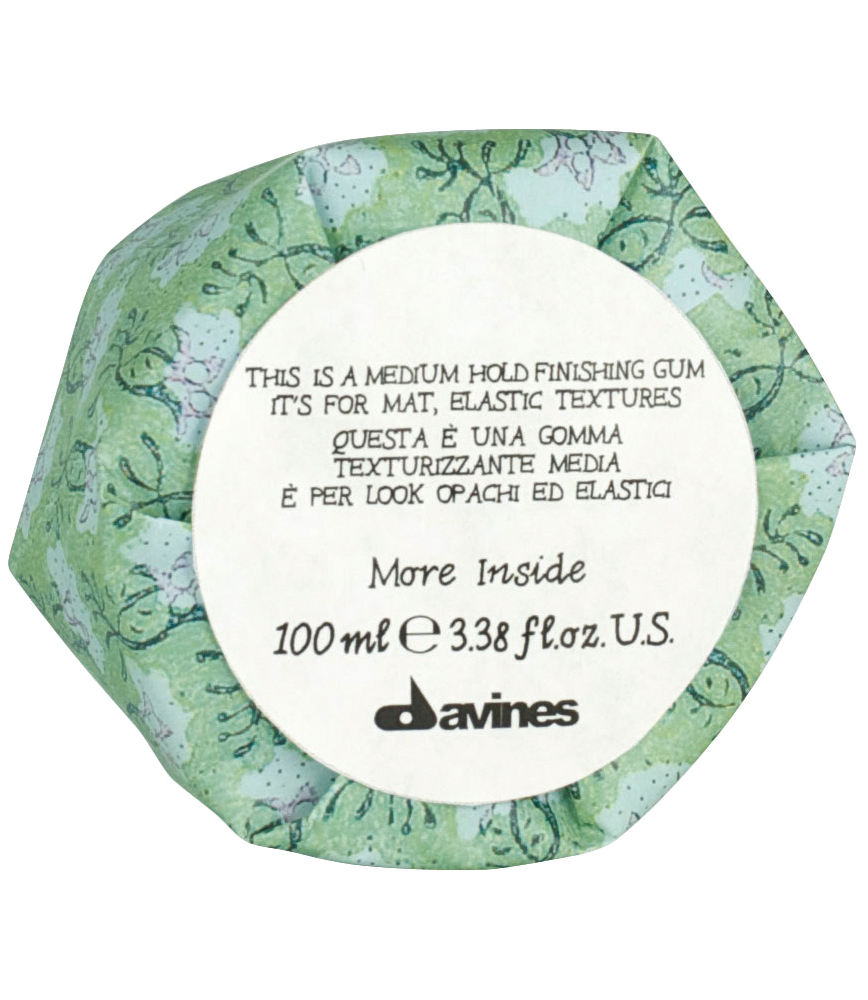 THIS IS A MEDIUM HOLD FINISHING GUM
IT'S FOR MAT, ELASTIC TEXTURES
QUESTA È UNA GOMMA
TEXTURIZZANTE MEDIA
È PER LOOK OPACHI ED ELASTICI
More Inside
100 ml ℮ 3.38 fl.oz. U.S.
davines